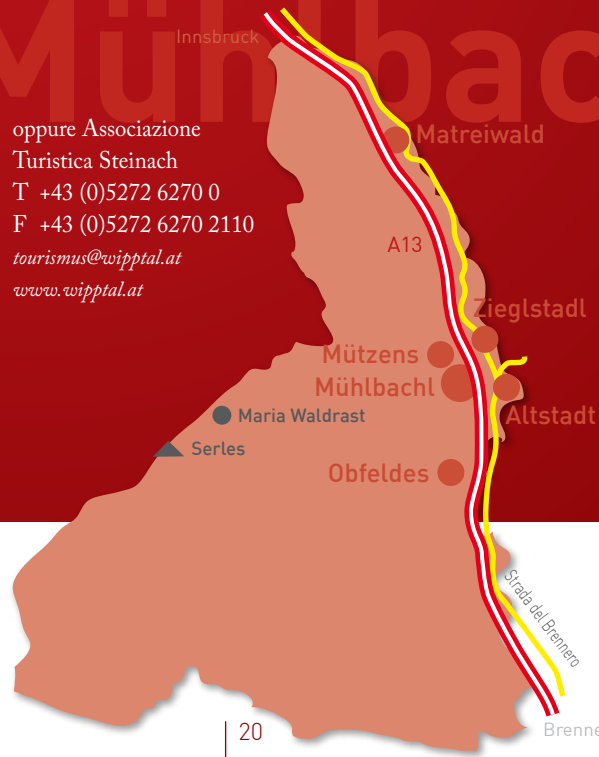 Mühlbac
Innsbruck
oppure Associazione
Turistica Steinach
T +43 (0)5272 6270 0
F +43 (0)5272 6270 2110
tourismus@wipptal.at
www.wipptal.at
Matreiwald
A13
Zieglstadl
Mützens
Mühlbachl
Altstadt
Maria Waldrast
Serles
Obfeldes
Strada del Brennero
20
Brenne